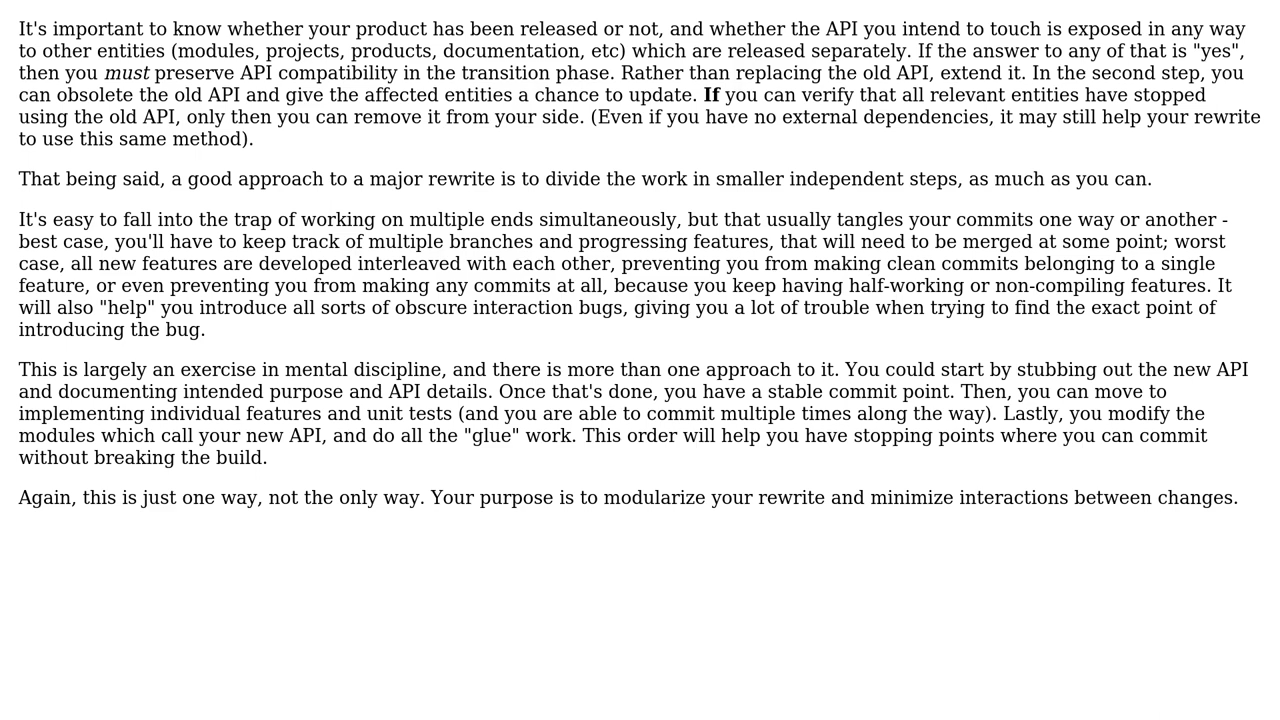 It's important to know whether your product has been released or not, and whether the API you intend to touch is exposed in any way
to other entities (modules, projects, products, documentation, etc) which are released separately. If the answer to any of that is "yes",
then you must preserve API compatibility in the transition phase. Rather than replacing the old API, extend it. In the second step, you
can obsolete the old API and give the affected entities a chance to update. If you can verify that all relevant entities have stopped
using the old API, only then you can remove it from your side. (Even if you have no external dependencies, it may still help your rewrite
to use this same method).
That being said, a good approach to a major rewrite is to divide the work in smaller independent steps, as much as you can.
It's easy to fall into the trap of working on multiple ends simultaneously, but that usually tangles your commits one way or another -
best case, you'll have to keep track of multiple branches and progressing features, that will need to be merged at some point; worst
case, all new features are developed interleaved with each other, preventing you from making clean commits belonging to a single
feature, or even preventing you from making any commits at all, because you keep having half-working or non-compiling features. It
will also "help" you introduce all sorts of obscure interaction bugs, giving you a lot of trouble when trying to find the exact point of
introducing the bug.
This is largely an exercise in mental discipline, and there is more than one approach to it. You could start by stubbing out the new API
and documenting intended purpose and API details. Once that's done, you have a stable commit point. Then, you can move to
implementing individual features and unit tests (and you are able to commit multiple times along the way). Lastly, you modify the
modules which call your new API, and do all the "glue" work. This order will help you have stopping points where you can commit
without breaking the build.
Again, this is just one way, not the only way. Your purpose is to modularize your rewrite and minimize interactions between changes.